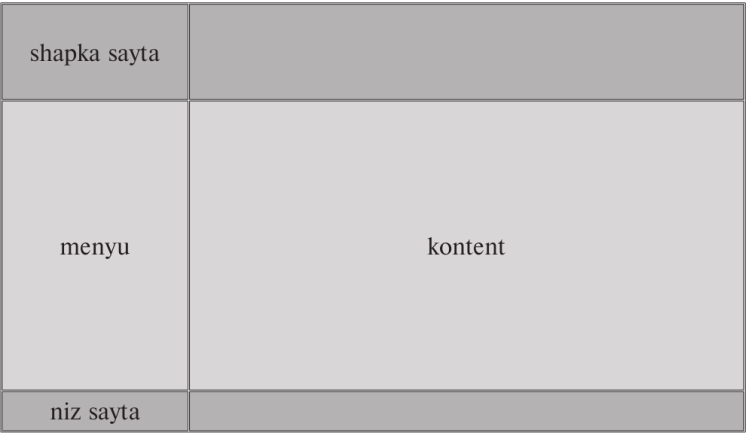 shapka sayta
menyu
kontent
niz sayta